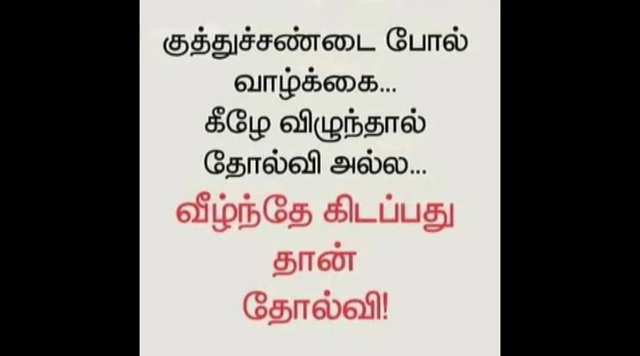 குத்துச்சண்டை போல்
வாழ்க்கை...
கீழே விழுந்தால்
தோல்வி அல்ல...
வீழ்ந்தே கிடப்பது
தான்
தோல்வி!